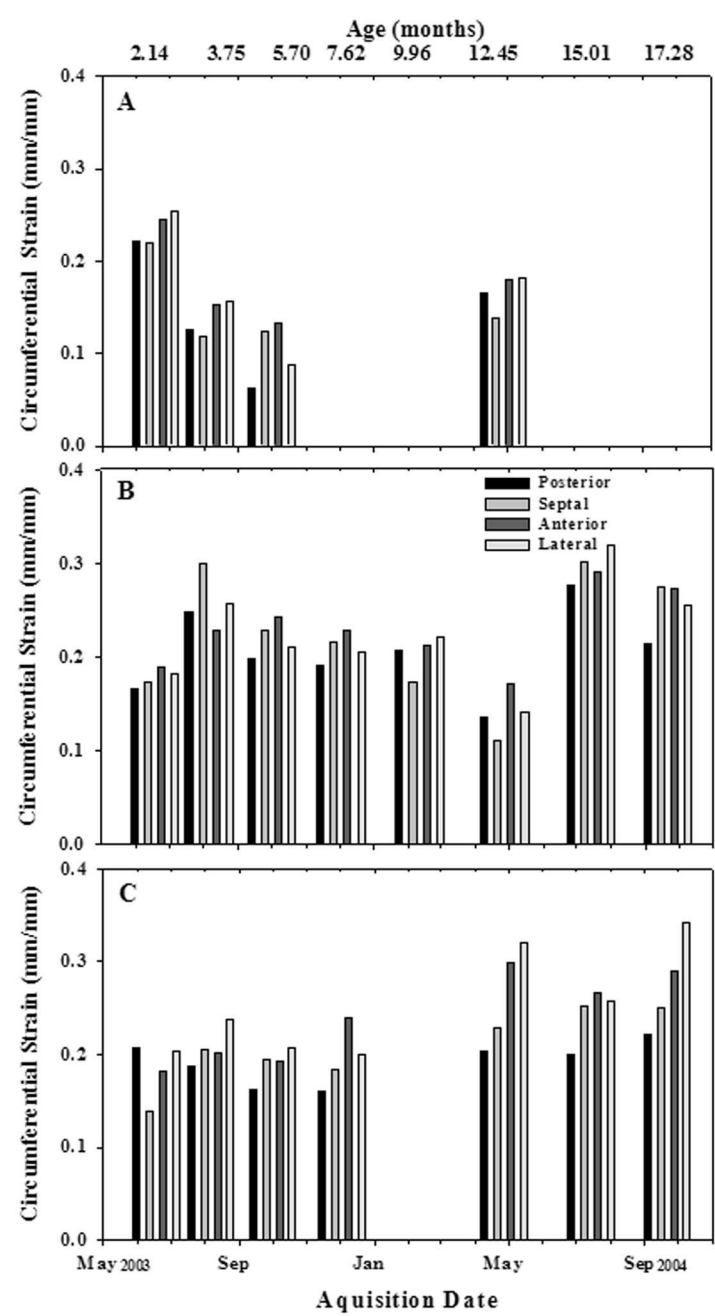 Age (months)
2.14 3.75 5.70 7.62 9.96 12.45 15.01 17.28
A
Circumferential Strain (mm/mm)
0.4
0.3
0.2
0.1
0.0
B
Circumferential Strain (mm/mm)
0.4
0.3
0.2
0.1
0.0
Posterior
Septal
Anterior
Lateral
C
Circumferential Strain (mm/mm)
0.4
0.3
0.2
0.1
0.0
May 2003 Sep Jan May Sep 2004
Aquisition Date